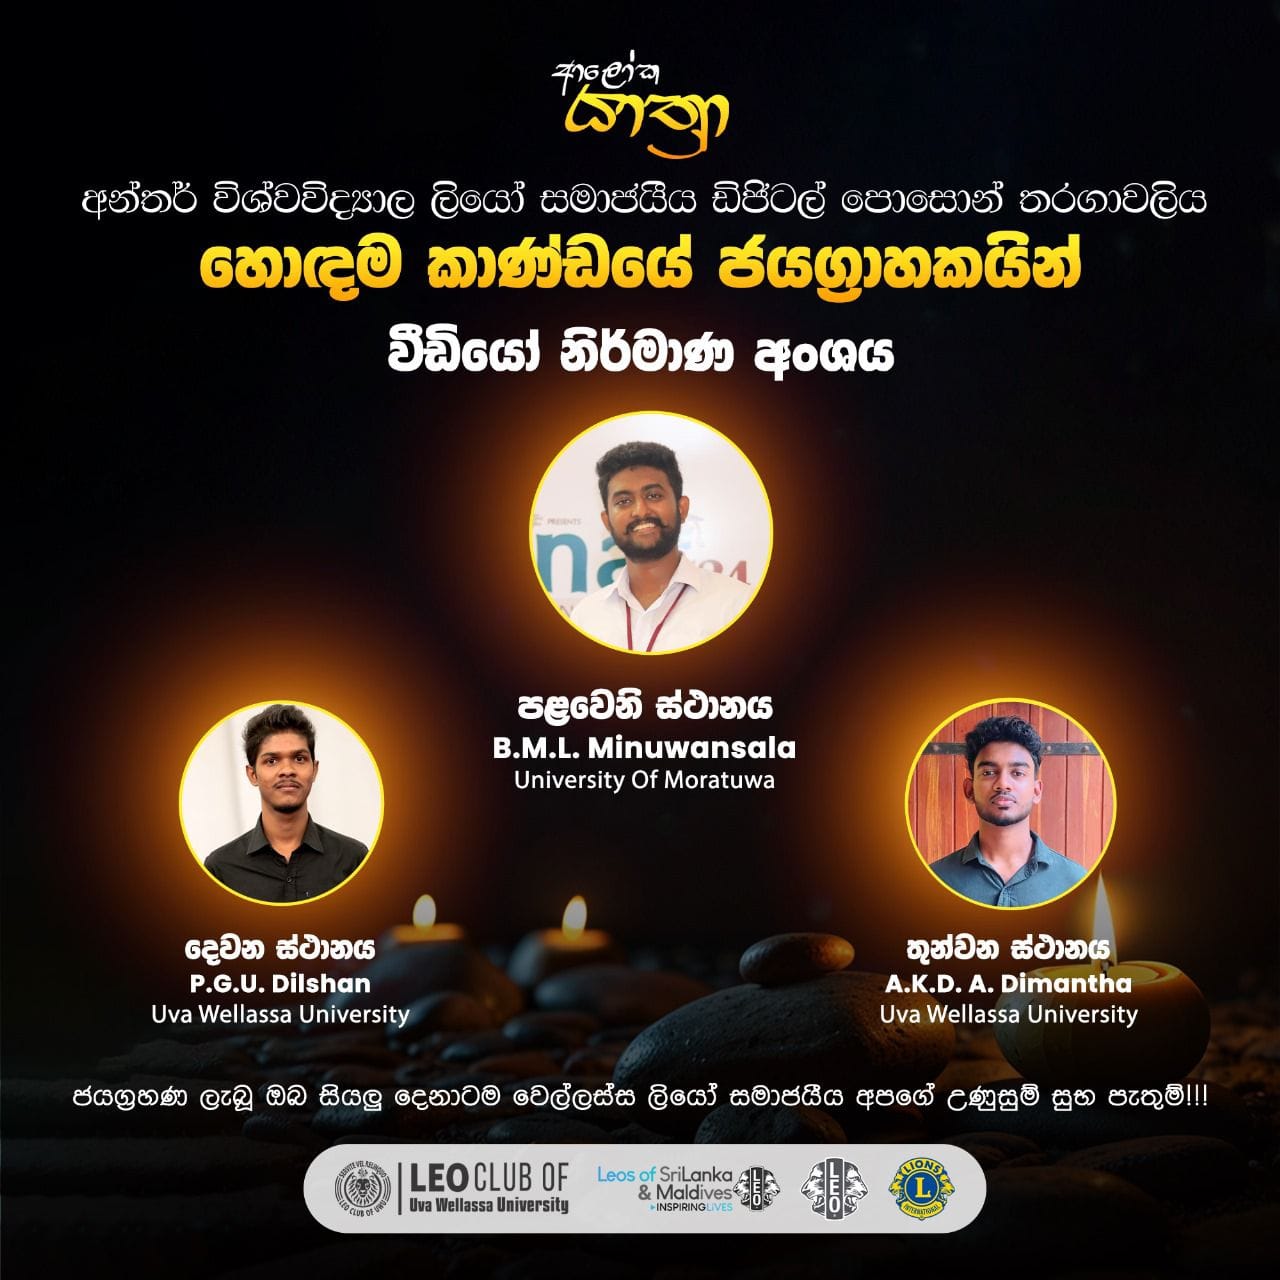 ආලෝක
යාත්‍රා
අන්තර් විශ්වවිද්‍යාල ලියෝ සමාජයීය ඩිජිටල් පොසොන් තරගාවලිය
හොඳම කාණ්ඩයේ ජයග්‍රාහකයින්
වීඩියෝ නිර්මාණ අංශය
PRESENTS
na
පළවෙනි ස්ථානය
B.M.L. Minuwansala
University Of Moratuwa
දෙවන ස්ථානය
P.G.U. Dilshan
Uva Wellassa University
තුන්වන ස්ථානය
A.K.D. A. Dimantha
Uva Wellassa University
ජයග්‍රහණ ලැබූ ඔබ සියලු දෙනාටම වෙල්ලස්ස ලියෝ සමාජයීය අපගේ උණුසුම් සුභ පැතුම්!!!
LEO CLUB OF
Uva Wellassa University
Leos of SriLanka
& Maldives
INSPIRING LIVES
LEO
LEO
LIONS
L
INTERNATIONAL